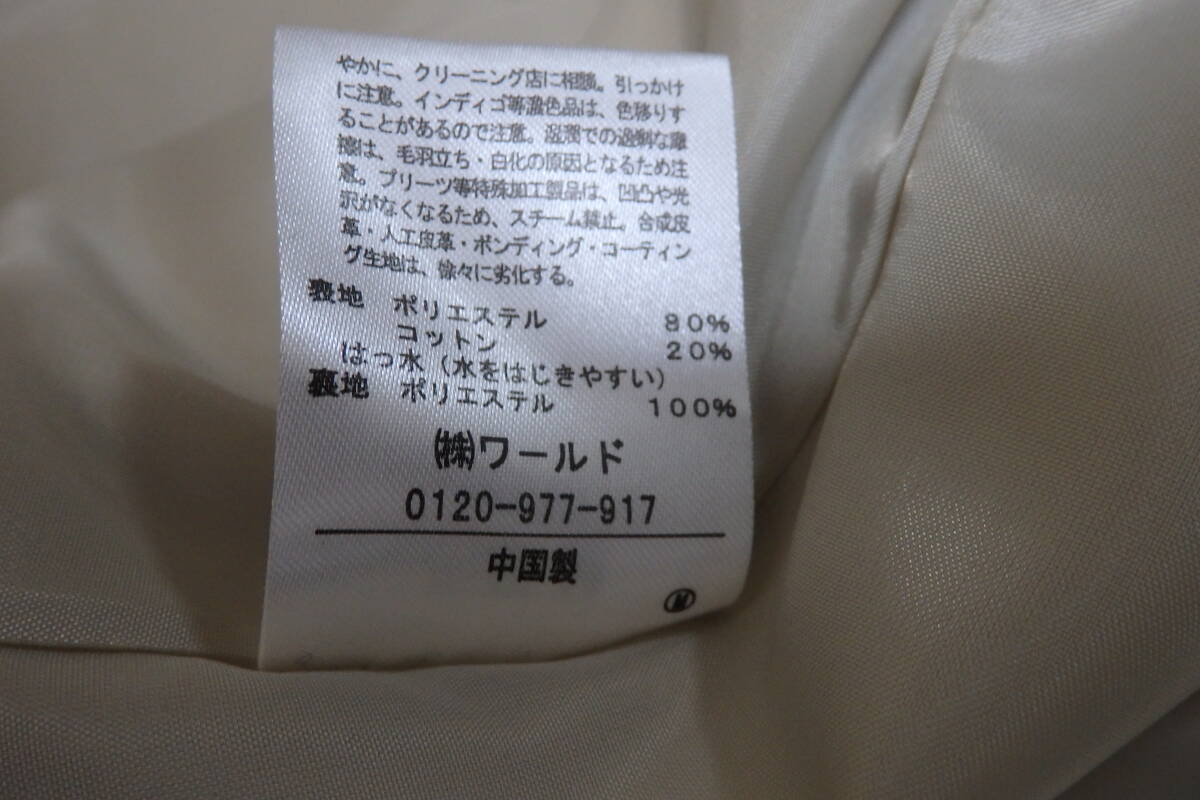 やかに、クリーニング店に相談。引っかけ
に注意。インディゴ等濃色品は、色移りす
ることがあるので注意。湿潤での過剰な摩
擦は、毛羽立ち・白化の原因となるため注
意。プリーツ等特殊加工製品は、凹凸や光
沢がなくなるため、スチーム禁止。合成皮
革・人工皮革・ボンディング・コーティン
グ生地は、徐々に劣化する。
表地 ポリエステル 80%
コットン 20%
はっ水（水をはじきやすい）
裏地 ポリエステル 100%
㈱ワールド
0120-977-917
中国製
Ⓜ